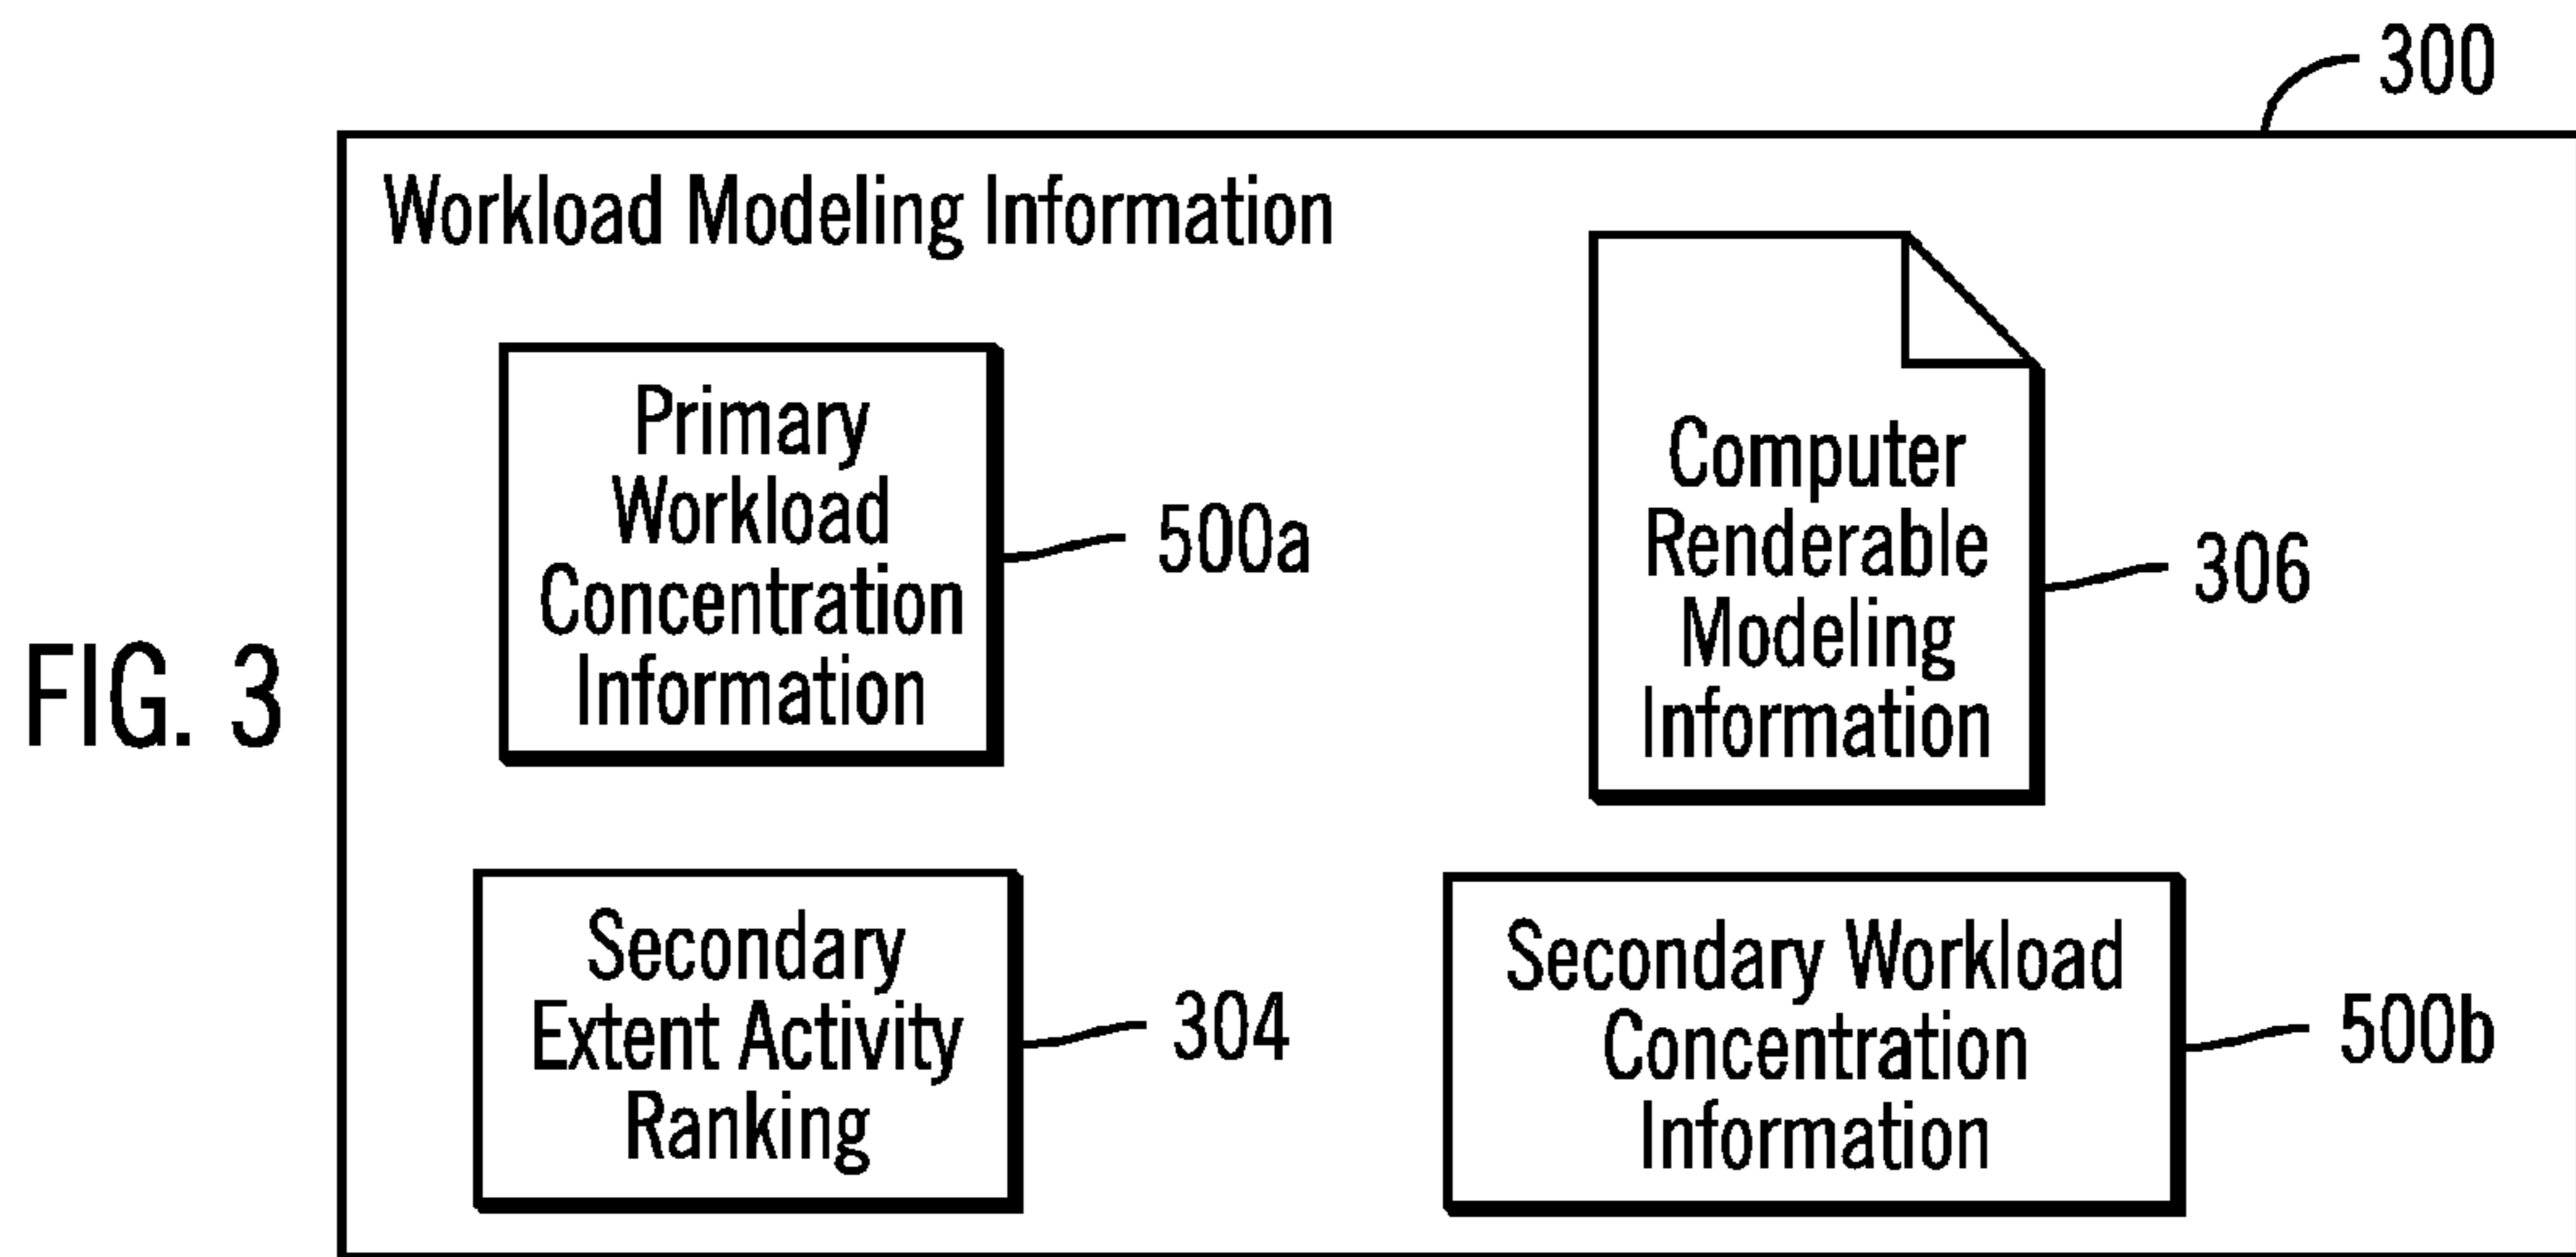 300
Workload Modeling Information
Primary
Workload
Concentration
Information
500a
Computer
Renderable
Modeling
Information
306
FIG. 3
Secondary
Extent Activity
Ranking
304
Secondary Workload
Concentration
Information
500b